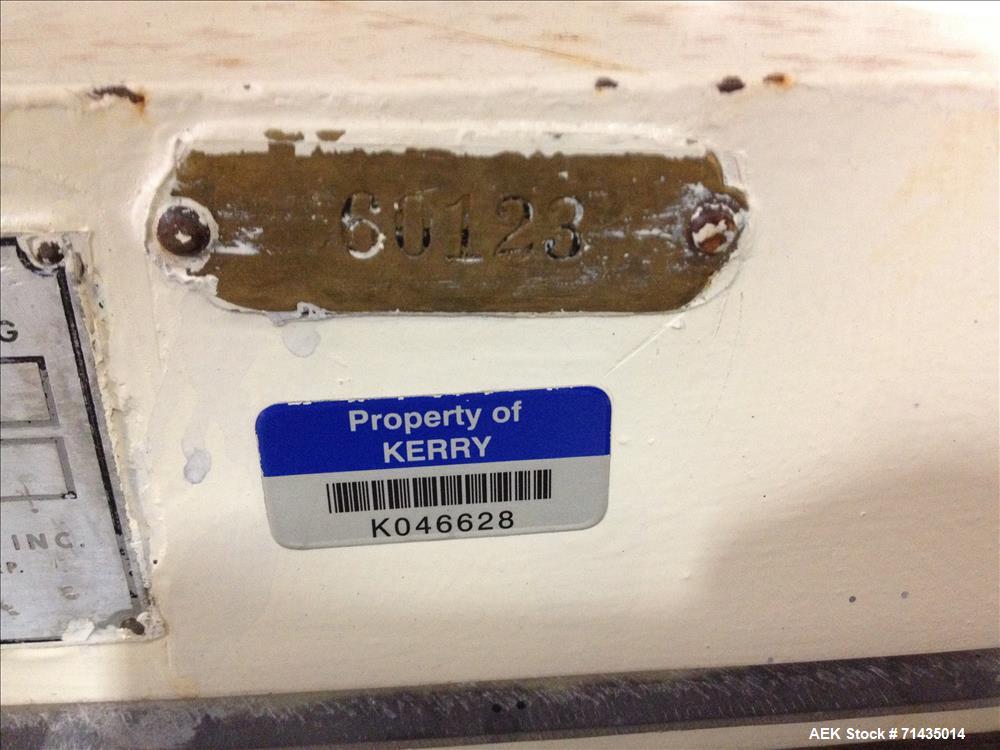 60123
G
INC.
Property of
KERRY
K046628
AEK Stock # 71435014